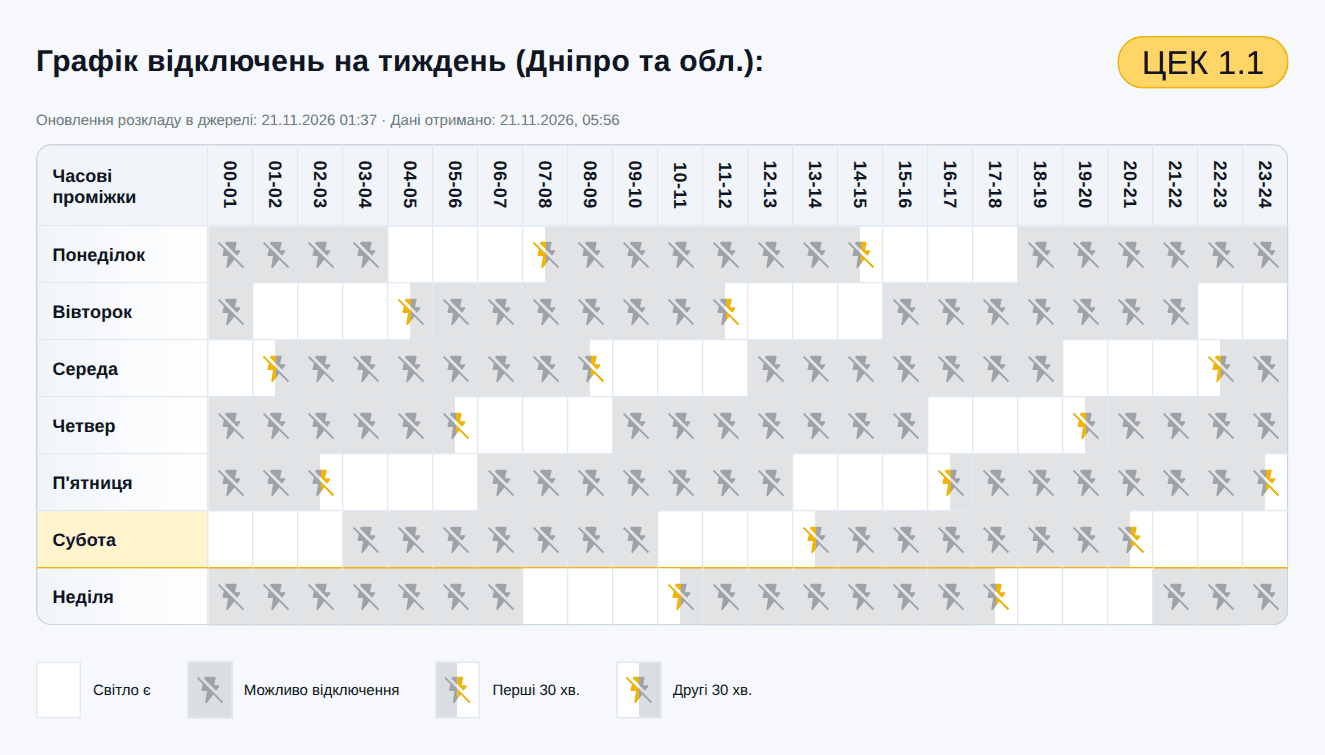 Графік відключень на тиждень (Дніпро та обл.):
ЦЕК 1.1
Оновлення розкладу в джерелі: 21.11.2026 01:37 · Дані отримано: 21.11.2026, 05:56
Часові
проміжки
00-01
01-02
02-03
03-04
04-05
05-06
06-07
07-08
08-09
09-10
10-11
11-12
12-13
13-14
14-15
15-16
16-17
17-18
18-19
19-20
20-21
21-22
22-23
23-24
Понеділок
Вівторок
Середа
Четвер
П'ятниця
Субота
Неділя
Світло є
Можливо відключення
Перші 30 хв.
Другі 30 хв.